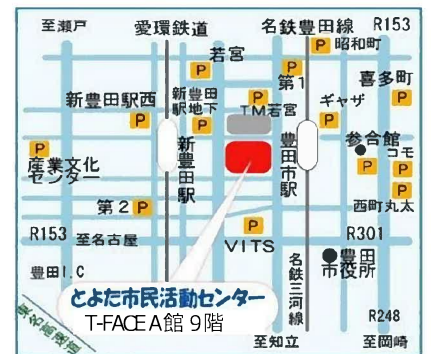 至瀬戸
愛環鉄道
名鉄豊田線
R153
P
昭和町
若宮
P
P
第1
喜多町
P
新豊田駅西
P
新豊田
駅地下
P
P
TM若宮
ギャザ
P
参合館
P
コモ
P
P
P
産業文化
センター
新豊田駅
豊田市駅
第2 P
西町丸太
P
VITS
R153
至名古屋
R301
豊田
市役所
豊田I.C
名鉄三河線
とよた市民活動センター
T-FACE A館 9階
東名高速道
R248
至知立
至岡崎